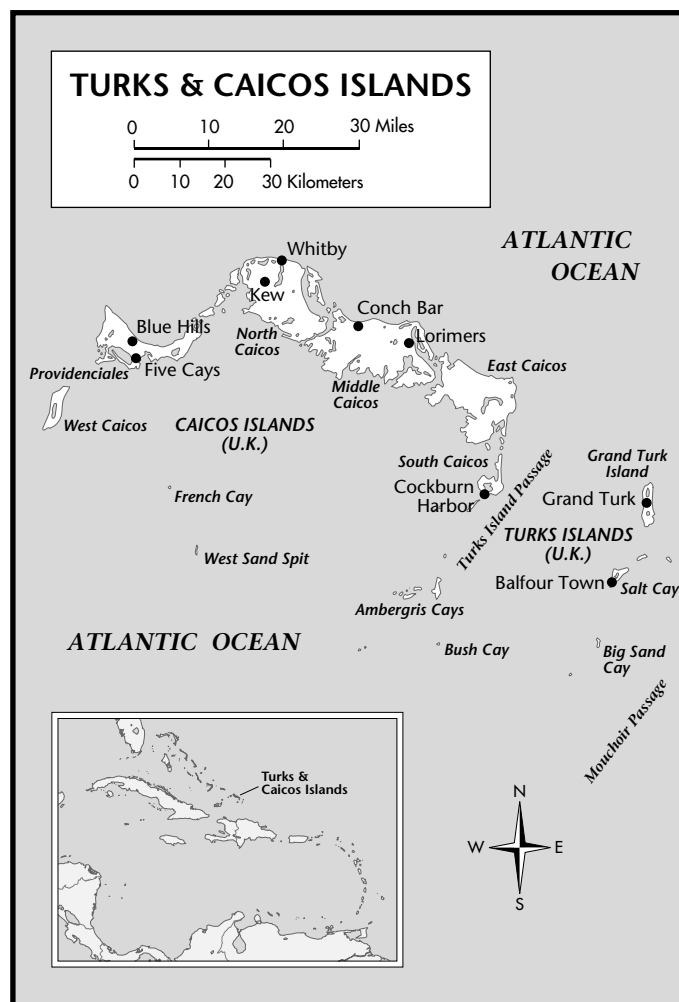 TURKS & CAICOS ISLANDS
0 10 20 30 Miles
0 10 20 30 Kilometers
ATLANTIC
OCEAN
Whitby
Kew
North
Caicos
Conch Bar
Lorimers
Middle
Caicos
East Caicos
Blue Hills
Five Cays
Providenciales
West Caicos
CAICOS ISLANDS
(U.K.)
South Caicos
Cockburn
Harbor
Turks Island Passage
Grand Turk
Island
Grand Turk
TURKS ISLANDS
(U.K.)
French Cay
West Sand Spit
Balfour Town
Salt Cay
Ambergris Cays
ATLANTIC OCEAN
Bush Cay
Big Sand
Cay
Mouchoir Passage
Turks &
Caicos Islands
N
W E
S